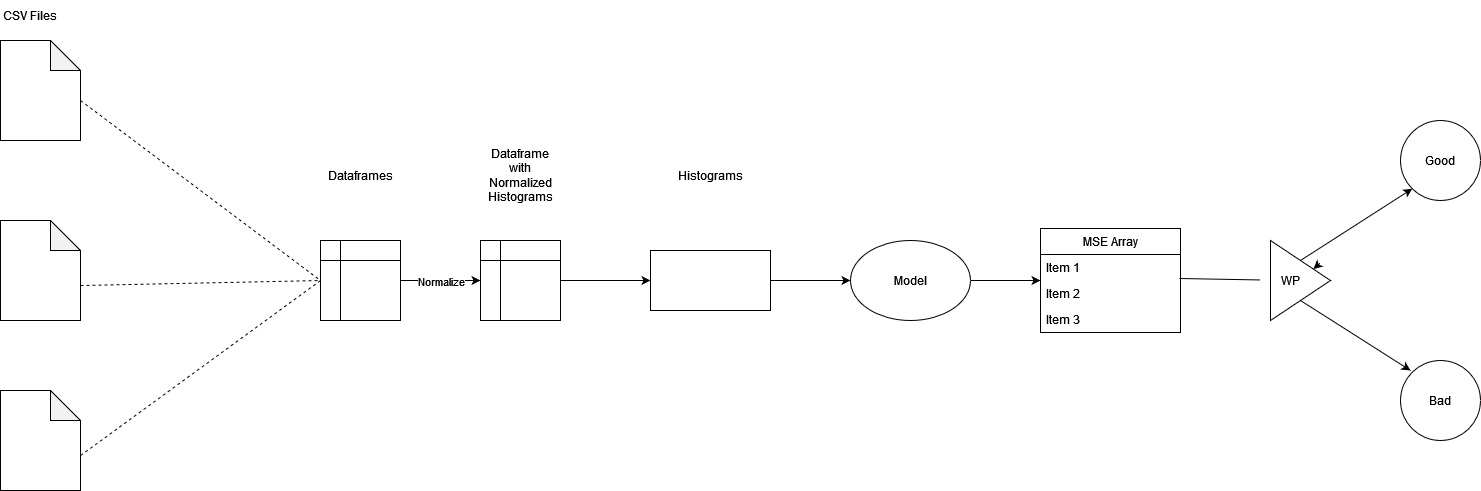 CSV Files
Dataframes
Dataframe
with
Normalized
Histograms
Histograms
Normalize
Model
MSE Array
Item 1
Item 2
Item 3
WP
Good
Bad